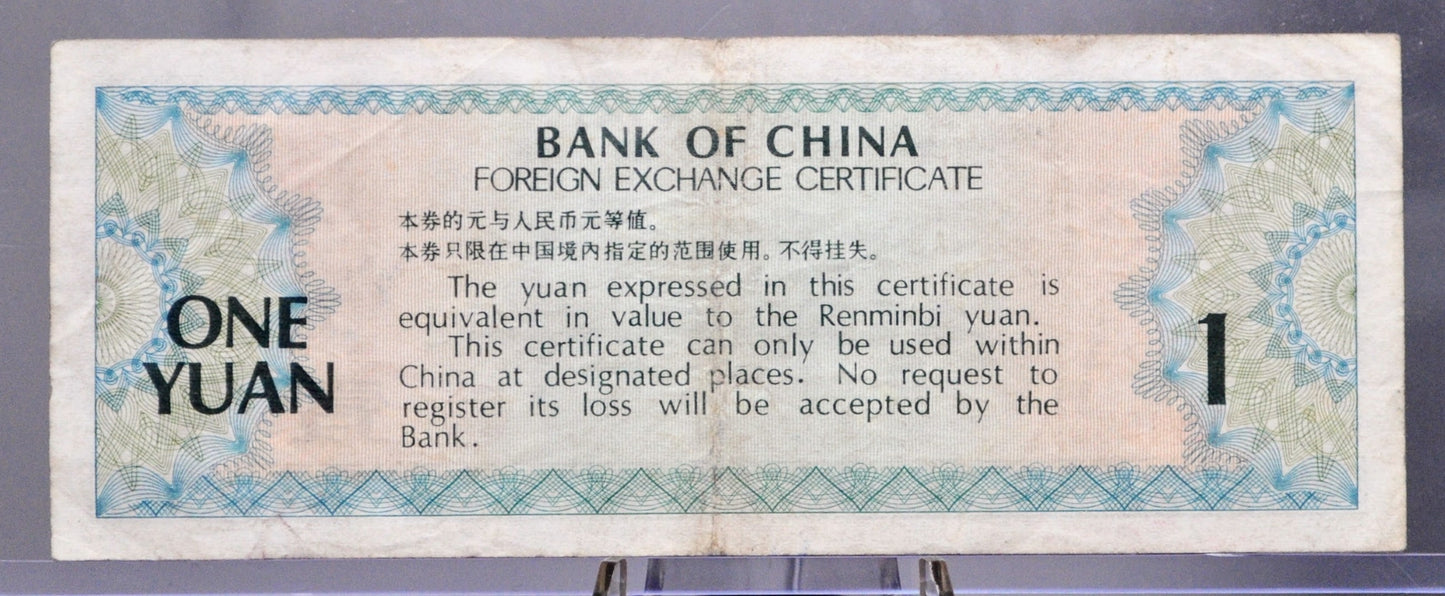 BANK OF CHINA
FOREIGN EXCHANGE CERTIFICATE
本券的元与人民币元等值。
本券只限在中国境内指定的范围使用。不得挂失。
The yuan expressed in this certificate is
equivalent in value to the Renminbi yuan.
This certificate can only be used within
China at designated places. No request to
register its loss will be accepted by the
Bank.
ONE
YUAN
1